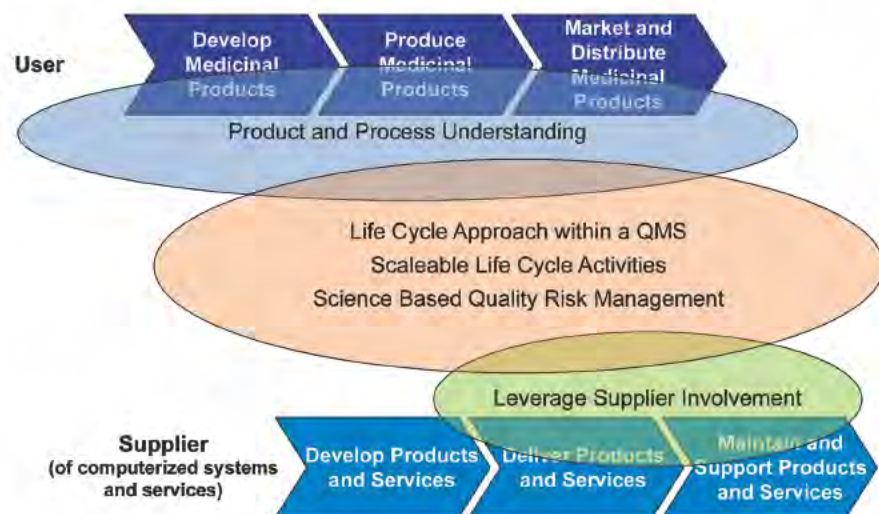 User
Develop
Medicinal
Products
Produce
Medicinal
Products
Market and
Distribute
Medicinal
Products
Product and Process Understanding
Life Cycle Approach within a QMS
Scaleable Life Cycle Activities
Science Based Quality Risk Management
Leverage Supplier Involvement
Supplier
(of computerized systems
and services)
Develop Products
and Services
Deliver Products
and Services
Maintain and
Support Products
and Services